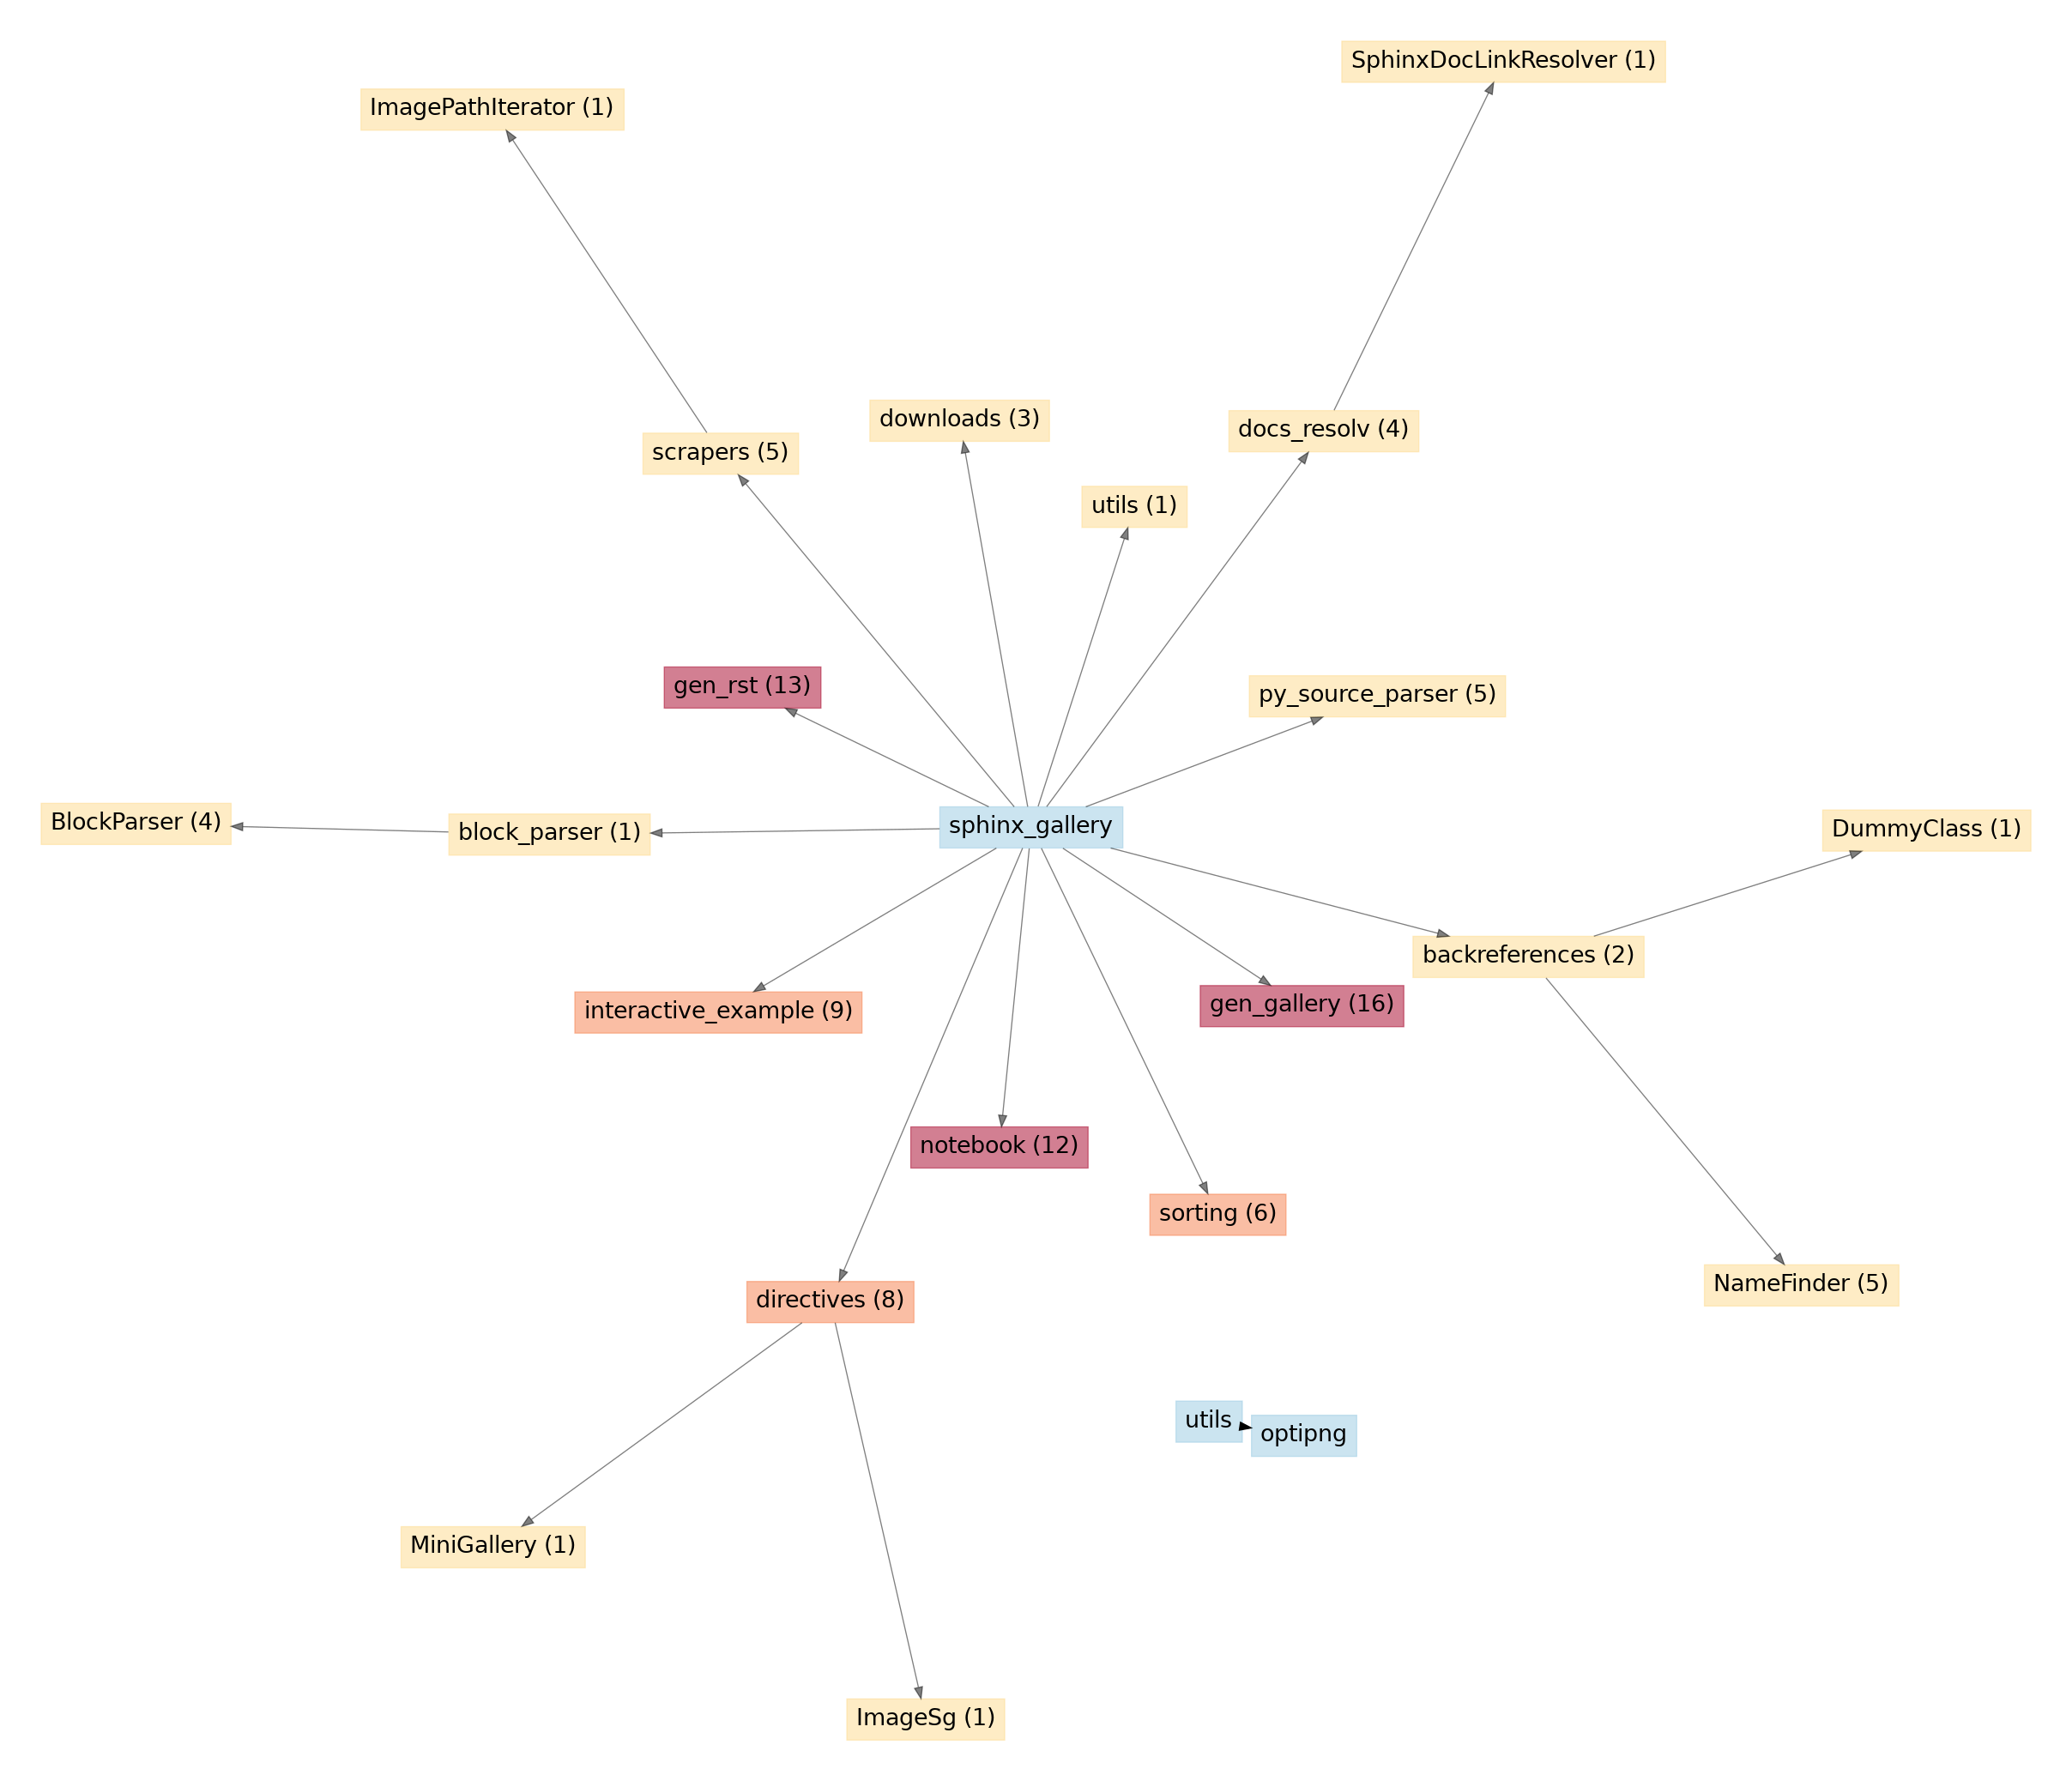 SphinxDocLinkResolver (1)
ImagePathIterator (1)
downloads (3)
docs_resolv (4)
scrapers (5)
utils (1)
gen_rst (13)
py_source_parser (5)
BlockParser (4)
block_parser (1)
sphinx_gallery
DummyClass (1)
backreferences (2)
interactive_example (9)
gen_gallery (16)
notebook (12)
sorting (6)
NameFinder (5)
directives (8)
utils
optipng
MiniGallery (1)
ImageSg (1)